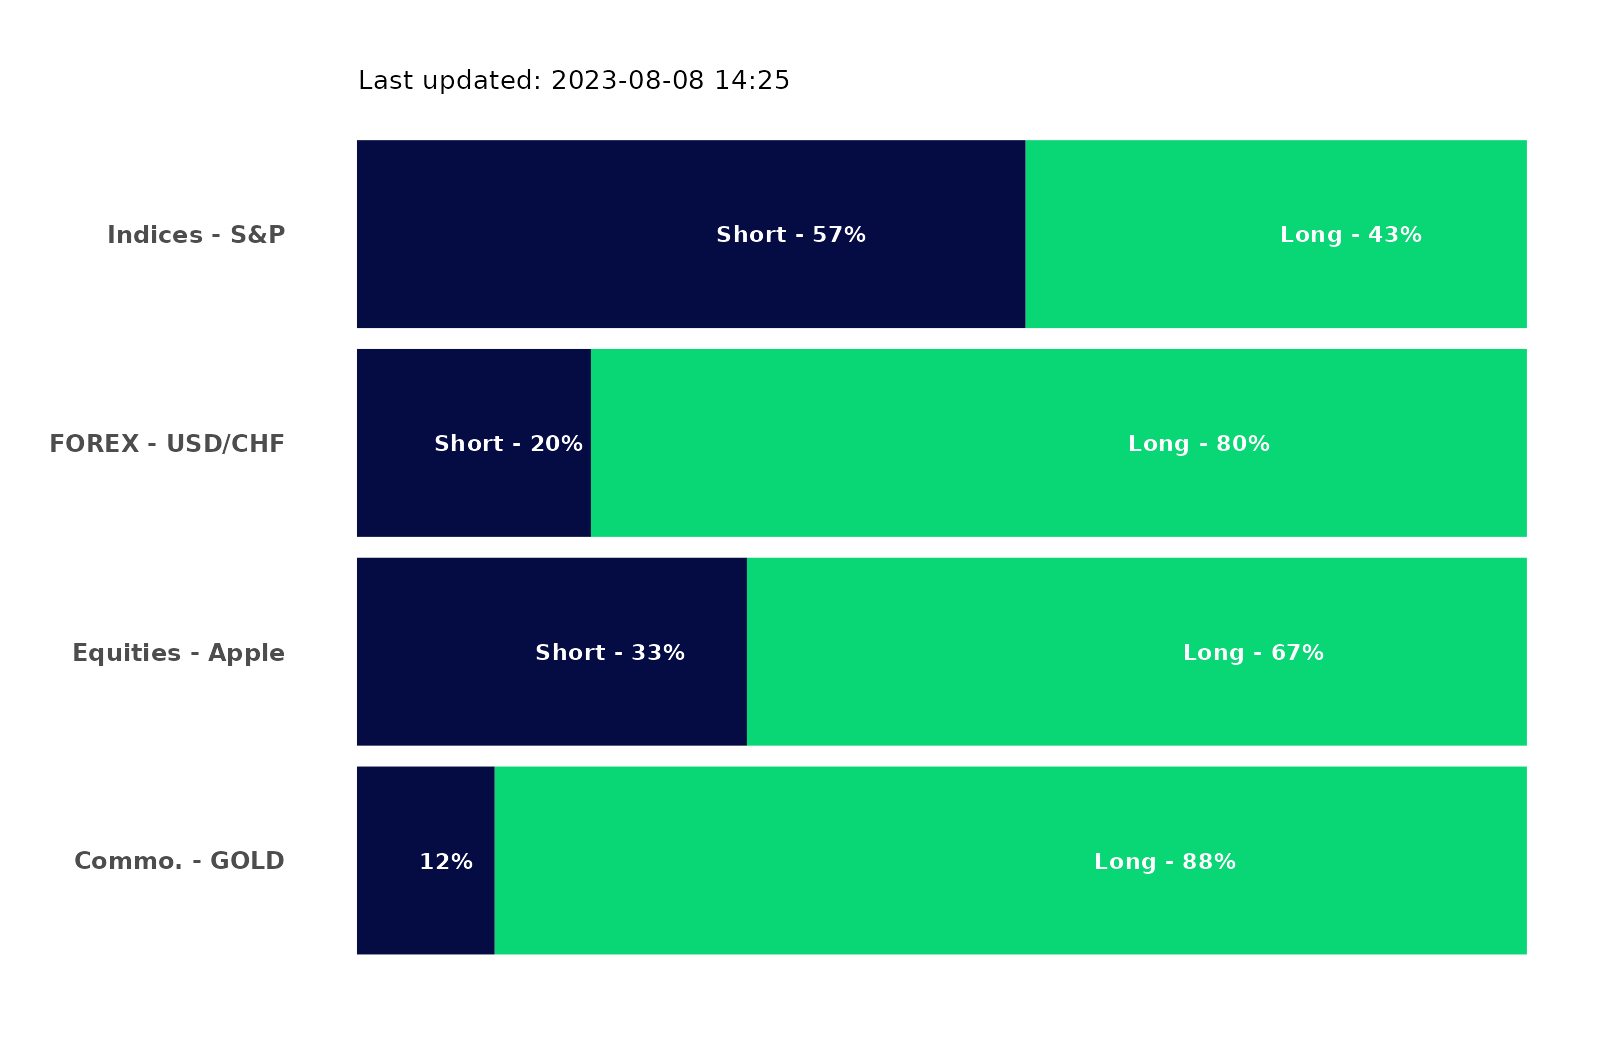 Last updated: 2023-08-08 14:25
Indices - S&P
Short - 57%
Long - 43%
FOREX - USD/CHF
Short - 20%
Long - 80%
Equities - Apple
Short - 33%
Long - 67%
Commo. - GOLD
12%
Long - 88%